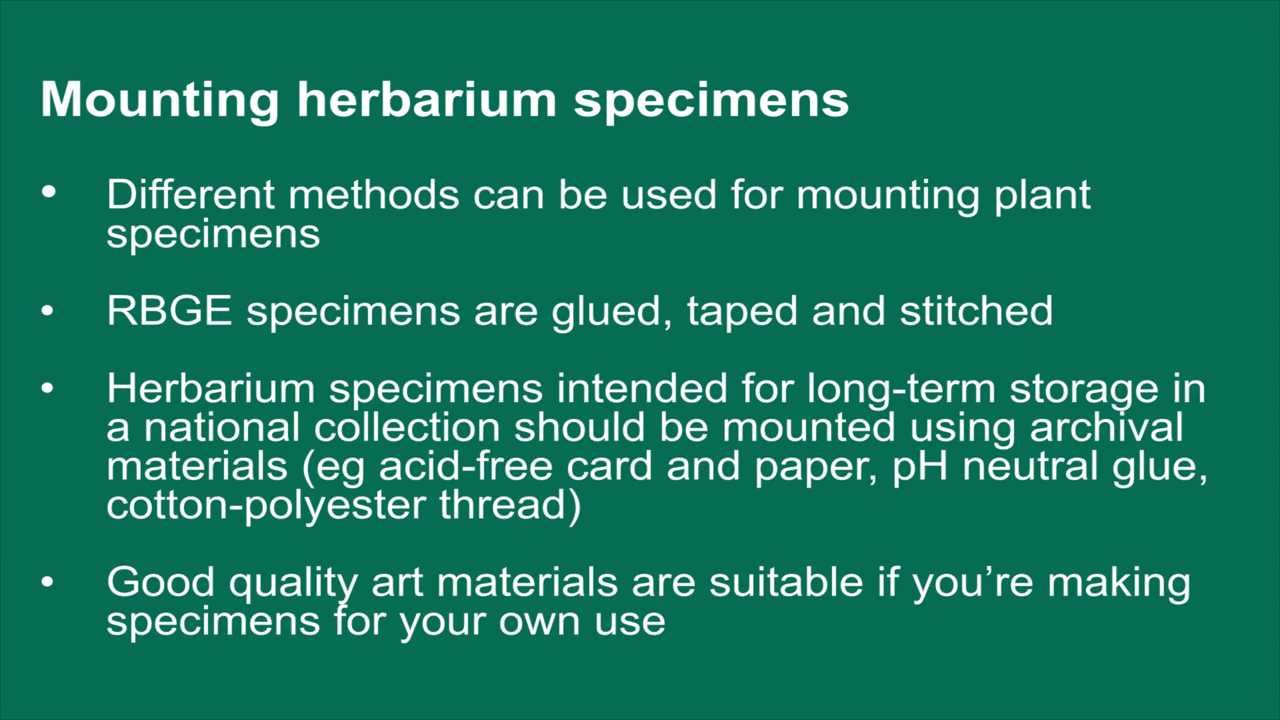 Mounting herbarium specimens
• Different methods can be used for mounting plant
specimens
• RBGE specimens are glued, taped and stitched
• Herbarium specimens intended for long-term storage in
a national collection should be mounted using archival
materials (eg acid-free card and paper, pH neutral glue,
cotton-polyester thread)
• Good quality art materials are suitable if you’re making
specimens for your own use